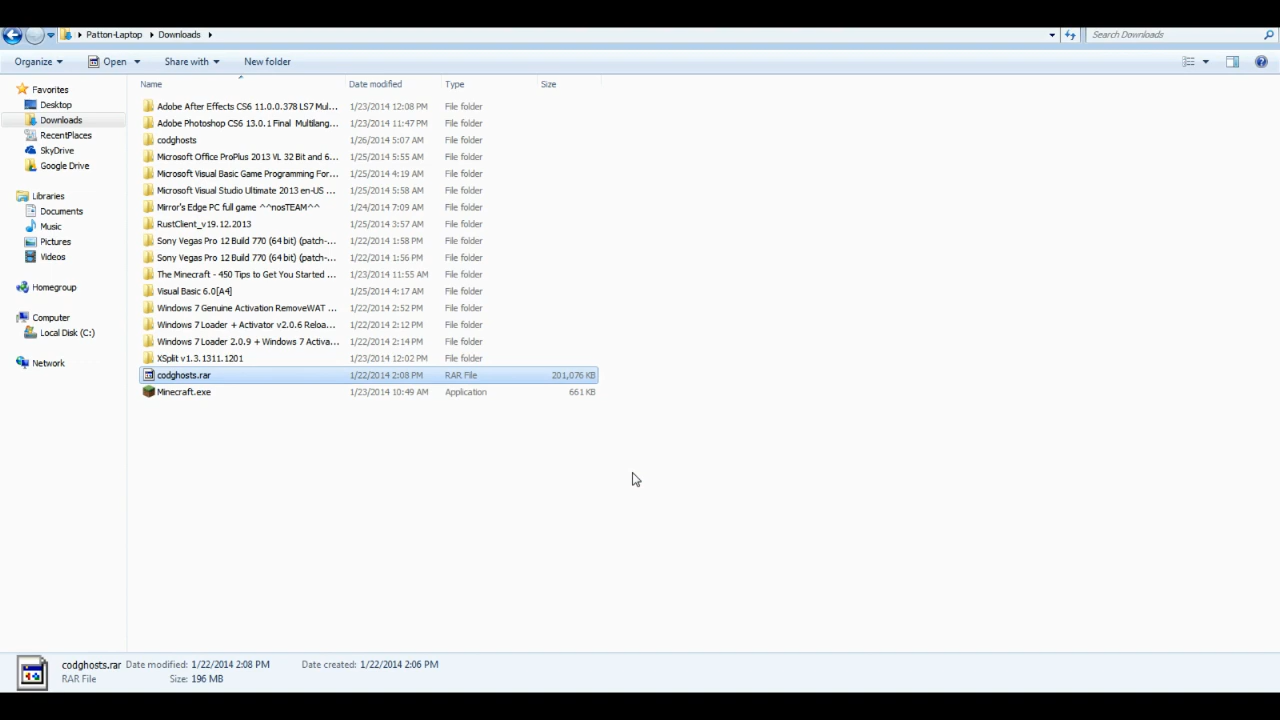 Patton-Laptop Downloads Search Downloads
Organize Open Share with New folder
Name Date modified Type Size
Favorites
Desktop
Downloads
RecentPlaces
SkyDrive
Google Drive
Libraries
Documents
Music
Pictures
Videos
Homegroup
Computer
Local Disk (C:)
Network
Adobe After Effects CS6 11.0.0.378 LS7 Mul... 1/23/2014 12:08 PM File folder
Adobe Photoshop CS6 13.0.1 Final Multilang... 1/23/2014 11:47 PM File folder
codghosts 1/26/2014 5:07 AM File folder
Microsoft Office ProPlus 2013 VL 32 Bit and 6... 1/25/2014 5:55 AM File folder
Microsoft Visual Basic Game Programming For... 1/25/2014 4:19 AM File folder
Microsoft Visual Studio Ultimate 2013 en-US ... 1/25/2014 5:58 AM File folder
Mirror's Edge PC full game ^^nosTEAM^^ 1/24/2014 7:09 AM File folder
RustClient_v19.12.2013 1/25/2014 3:57 AM File folder
Sony Vegas Pro 12 Build 770 (64 bit) (patch-... 1/22/2014 1:58 PM File folder
Sony Vegas Pro 12 Build 770 (64 bit) (patch-... 1/22/2014 1:56 PM File folder
The Minecraft - 450 Tips to Get You Started ... 1/23/2014 11:55 AM File folder
Visual Basic 6.0[A4] 1/25/2014 4:17 AM File folder
Windows 7 Genuine Activation RemoveWAT ... 1/22/2014 2:52 PM File folder
Windows 7 Loader + Activator v2.0.6 Reloa... 1/22/2014 2:12 PM File folder
Windows 7 Loader 2.0.9 + Windows 7 Activa... 1/22/2014 2:14 PM File folder
XSplit v1.3.1311.1201 1/23/2014 12:02 PM File folder
codghosts.rar 1/22/2014 2:08 PM RAR File 201,076 KB
Minecraft.exe 1/23/2014 10:49 AM Application 661 KB
codghosts.rar Date modified: 1/22/2014 2:08 PM Date created: 1/22/2014 2:06 PM
RAR File Size: 196 MB